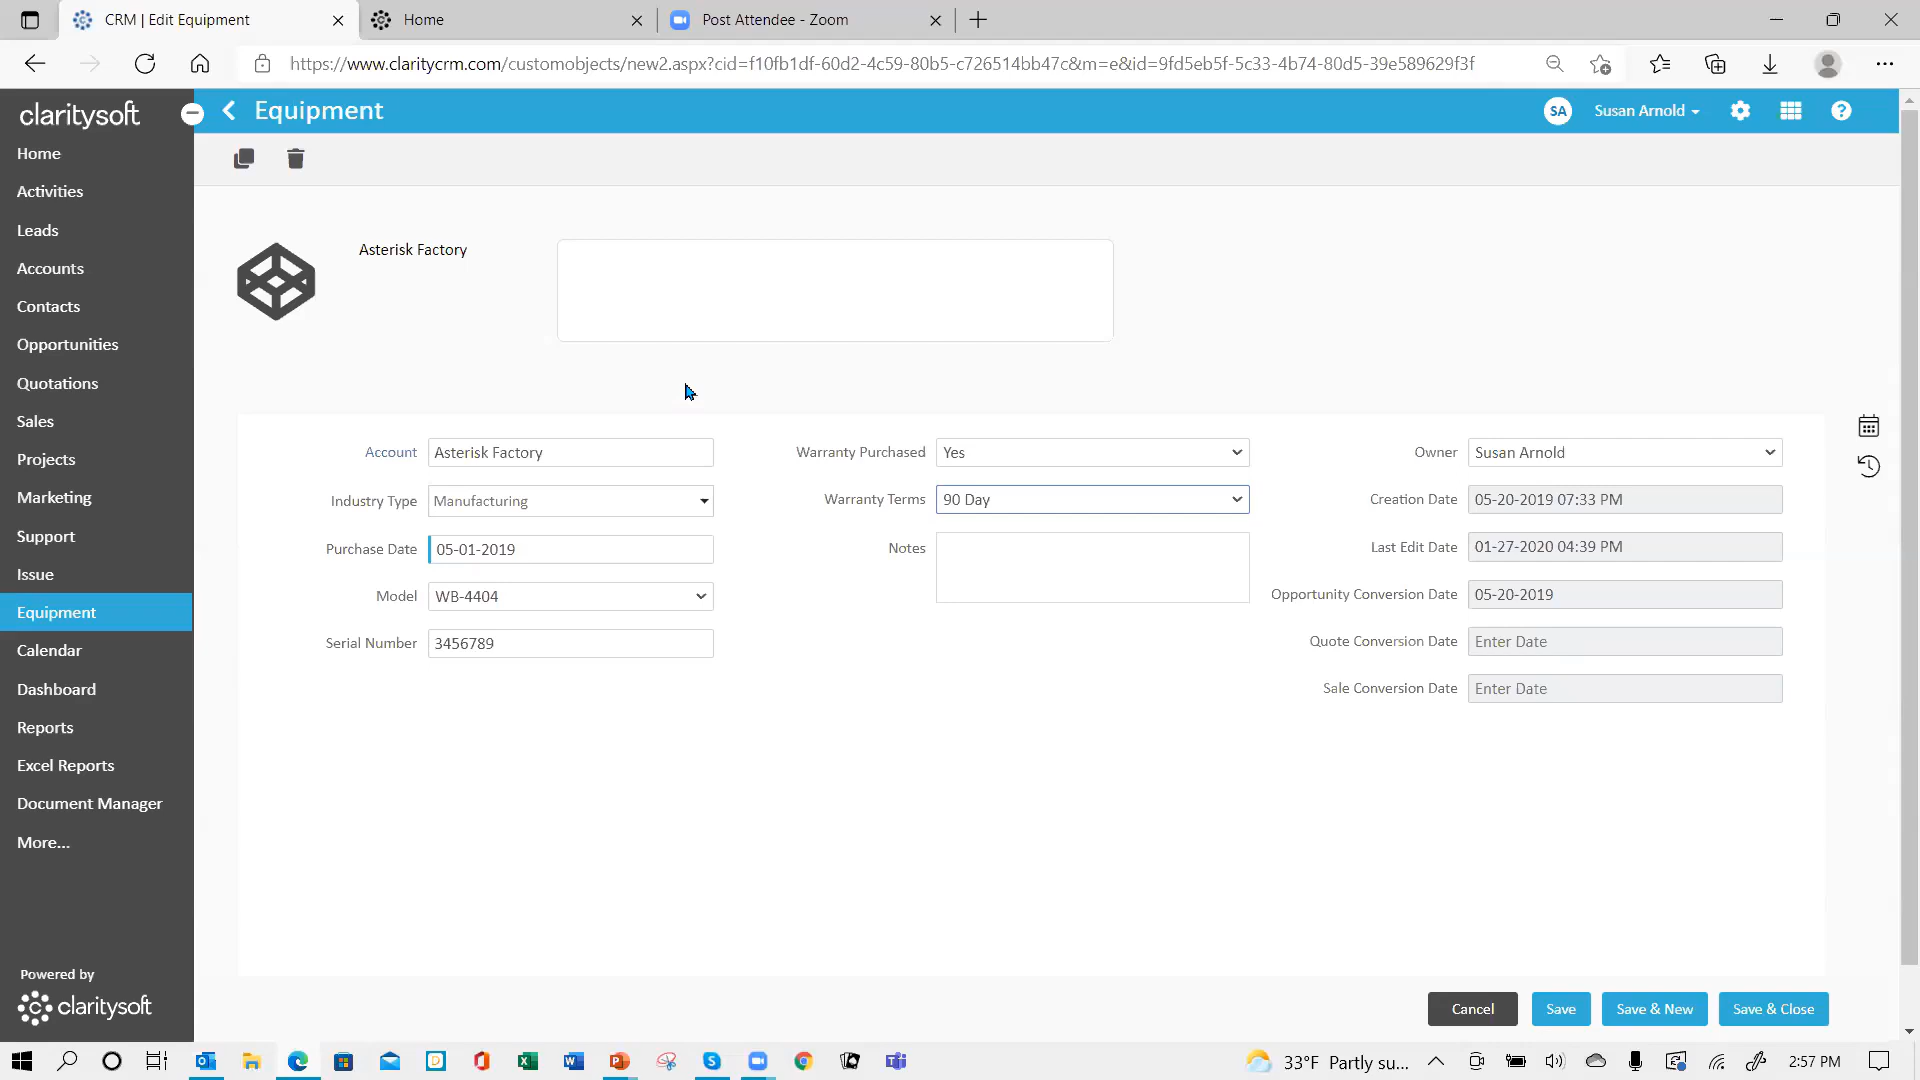 CRM | Edit Equipment
Home
Post Attendee - Zoom
https://www.claritycrm.com/customobjects/new2.aspx?cid=f10fb1df-60d2-4c59-80b5-c726514bb47c&m=e&id=9fd5eb5f-5c33-4b74-80d5-39e589629f3f
claritysoft
Equipment
SA
Susan Arnold
Home
Activities
Leads
Accounts
Contacts
Opportunities
Quotations
Sales
Projects
Marketing
Support
Issue
Equipment
Calendar
Dashboard
Reports
Excel Reports
Document Manager
More...
Powered by
claritysoft
Asterisk Factory
Account Asterisk Factory
Industry Type Manufacturing
Purchase Date 05-01-2019
Model WB-4404
Serial Number 3456789
Warranty Purchased Yes
Warranty Terms 90 Day
Notes
Owner Susan Arnold
Creation Date 05-20-2019 07:33 PM
Last Edit Date 01-27-2020 04:39 PM
Opportunity Conversion Date 05-20-2019
Quote Conversion Date Enter Date
Sale Conversion Date Enter Date
Cancel Save Save & New Save & Close
33°F Partly su... 2:57 PM